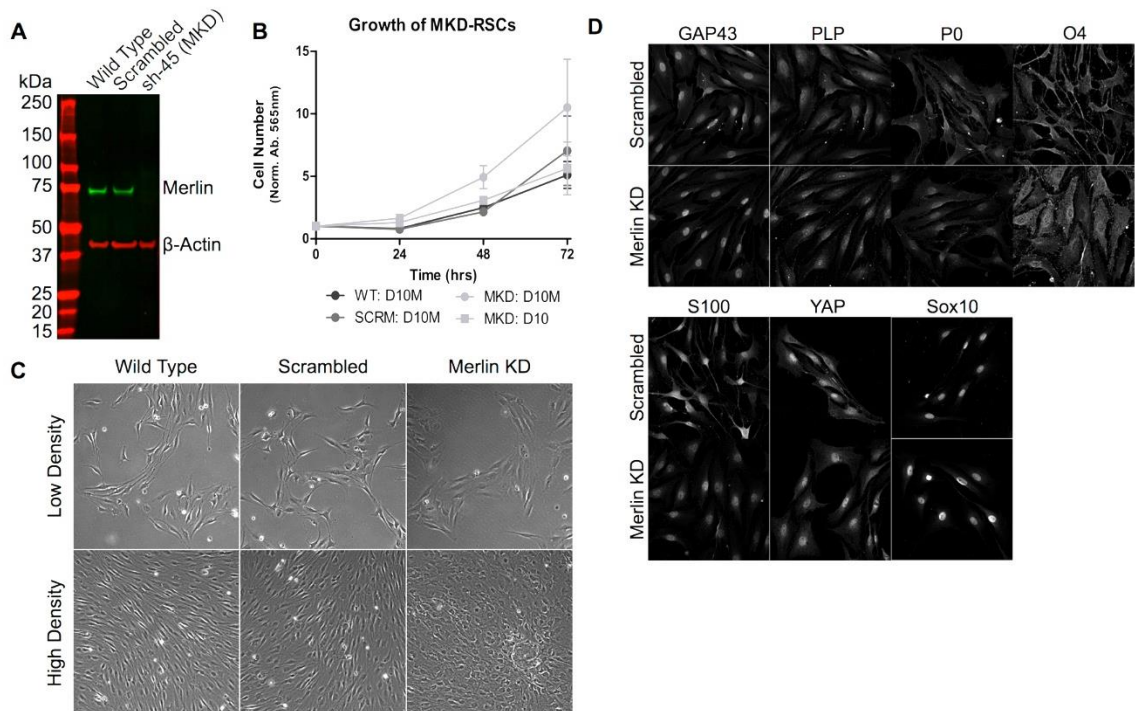 A
Wild Type
Scrambled
sh-45 (MKD)
kDa
250
150
100
75
50
37
25
20
15
Merlin
β-Actin
B
Growth of MKD-RSCs
Cell Number
(Norm. Ab. 565nm)
15
10
5
0
0 24 48 72
Time (hrs)
WT: D10M MKD: D10M
SCRM: D10M MKD: D10
C
Wild Type Scrambled Merlin KD
Low Density
High Density
D
GAP43 PLP P0 O4
Scrambled
Merlin KD
S100 YAP Sox10
Scrambled
Merlin KD